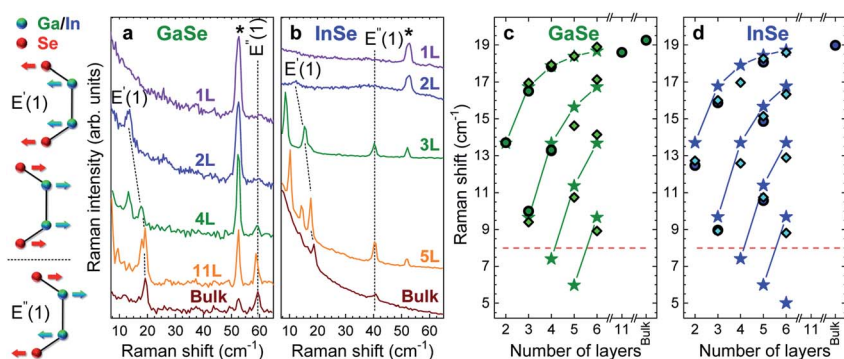 Ga/In
Se
E'(1)
E"(1)
a GaSe
* E"(1)
E'(1)
1L
2L
4L
11L
Bulk
Raman intensity (arb. units)
10 20 30 40 50 60
Raman shift (cm-1)
b InSe
E"(1) *
E'(1)
1L
2L
3L
5L
Bulk
10 20 30 40 50 60
Raman shift (cm-1)
c GaSe
Raman shift (cm-1)
19
17
15
13
11
9
7
5
2 3 4 5 6 11 Bulk
Number of layers
d InSe
19
17
15
13
11
9
7
5
2 3 4 5 6 11 Bulk
Number of layers